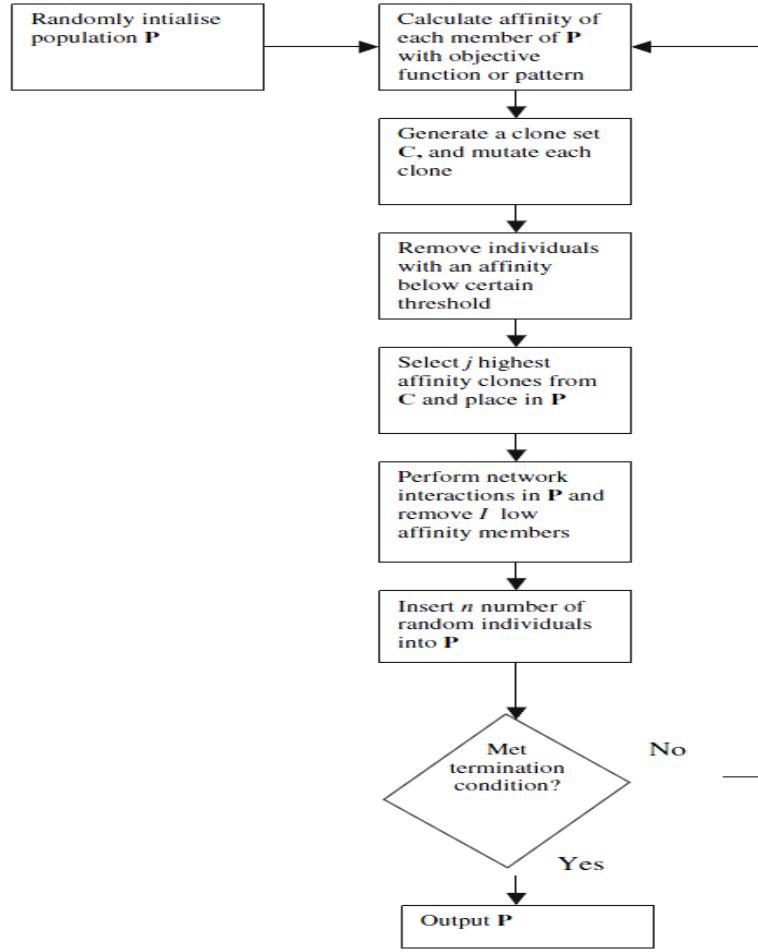 Randomly intialise
population P
Calculate affinity of
each member of P
with objective
function or pattern
Generate a clone set
C, and mutate each
clone
Remove individuals
with an affinity
below certain
threshold
Select j highest
affinity clones from
C and place in P
Perform network
interactions in P and
remove I low
affinity members
Insert n number of
random individuals
into P
Met
termination
condition?
No
Yes
Output P